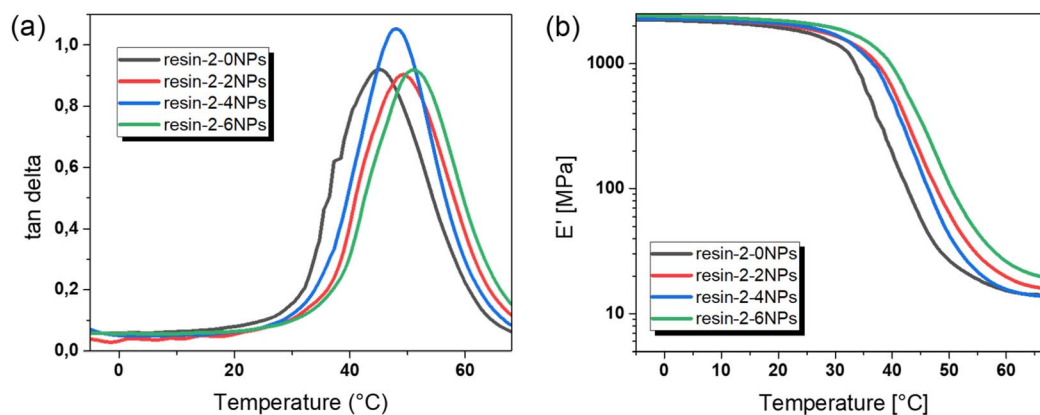 (a)
1,0
0,8
0,6
0,4
0,2
0,0
tan delta
resin-2-0NPs
resin-2-2NPs
resin-2-4NPs
resin-2-6NPs
0
20
40
60
Temperature (°C)
(b)
1000
100
10
E' [MPa]
resin-2-0NPs
resin-2-2NPs
resin-2-4NPs
resin-2-6NPs
0
10
20
30
40
50
60
Temperature [°C]